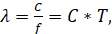 λ = c/f = C * T,